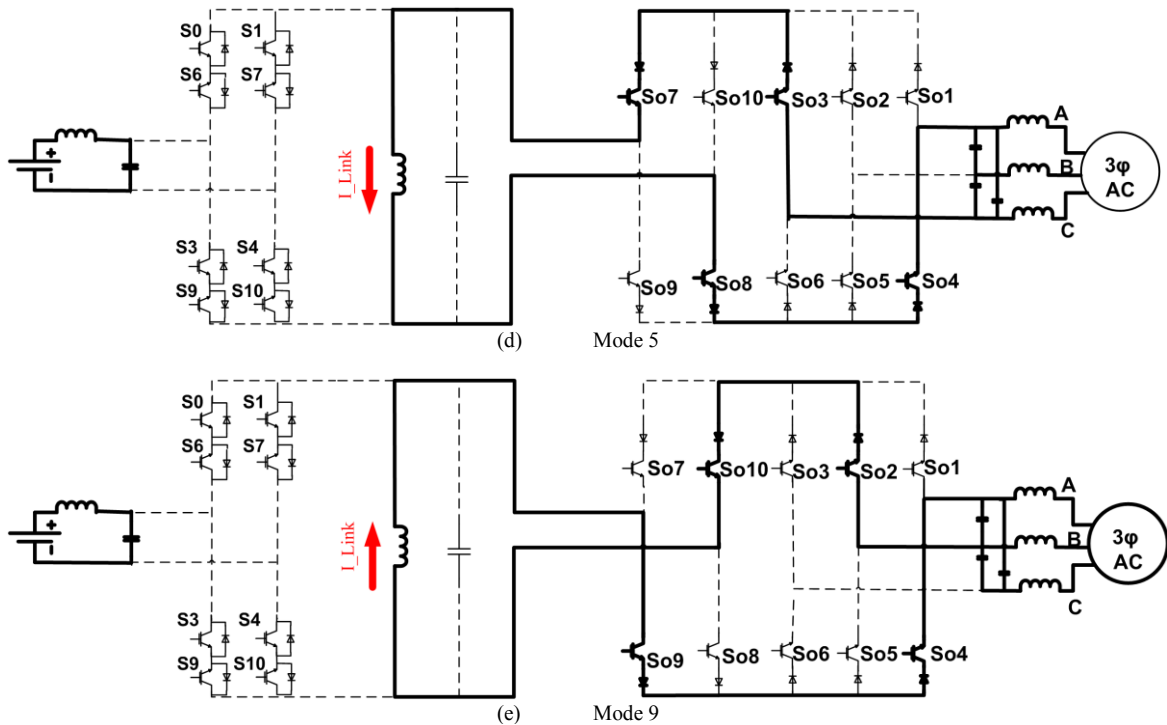 S0 S1
S6 S7
So7 So10 So3 So2 So1
A
+
I_Link
B
3φ
AC
-
C
S3 S4
S9 S10
So9 So8 So6 So5 So4
(d) Mode 5
S0 S1
S6 S7
So7 So10 So3 So2 So1
A
+
I_Link
B
3φ
AC
-
C
S3 S4
S9 S10
So9 So8 So6 So5 So4
(e) Mode 9